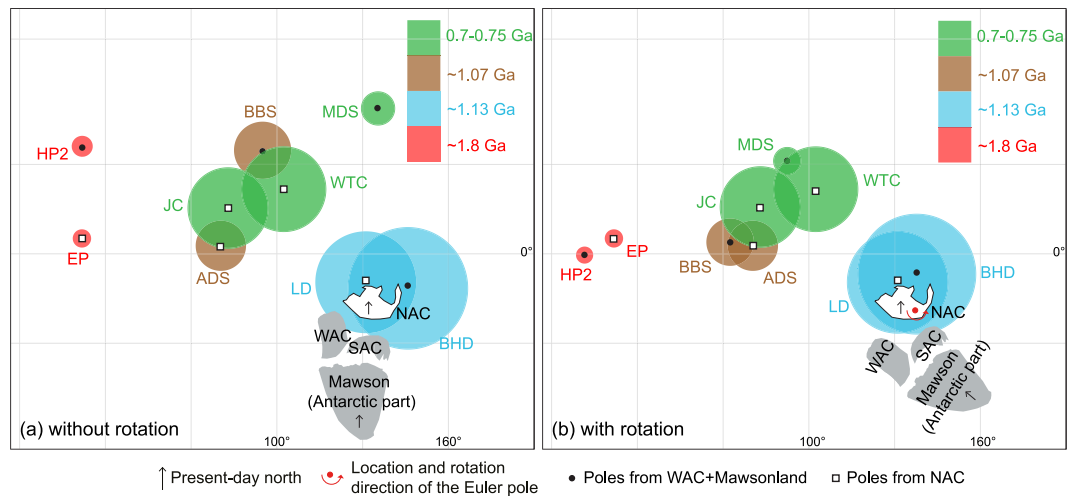 0.7-0.75 Ga
~1.07 Ga
~1.13 Ga
~1.8 Ga
MDS
BBS
HP2
WTC
JC
EP
ADS
0°
LD
NAC
WAC
SAC
BHD
Mawson
(Antarctic part)
(a) without rotation
100°
160°
0.7-0.75 Ga
~1.07 Ga
~1.13 Ga
~1.8 Ga
MDS
WTC
JC
EP
HP2
BBS
ADS
0°
BHD
LD
NAC
WAC
SAC
Mawson
(Antarctic part)
(b) with rotation
100°
160°
Present-day north
Location and rotation
direction of the Euler pole
Poles from WAC+Mawsonland
Poles from NAC